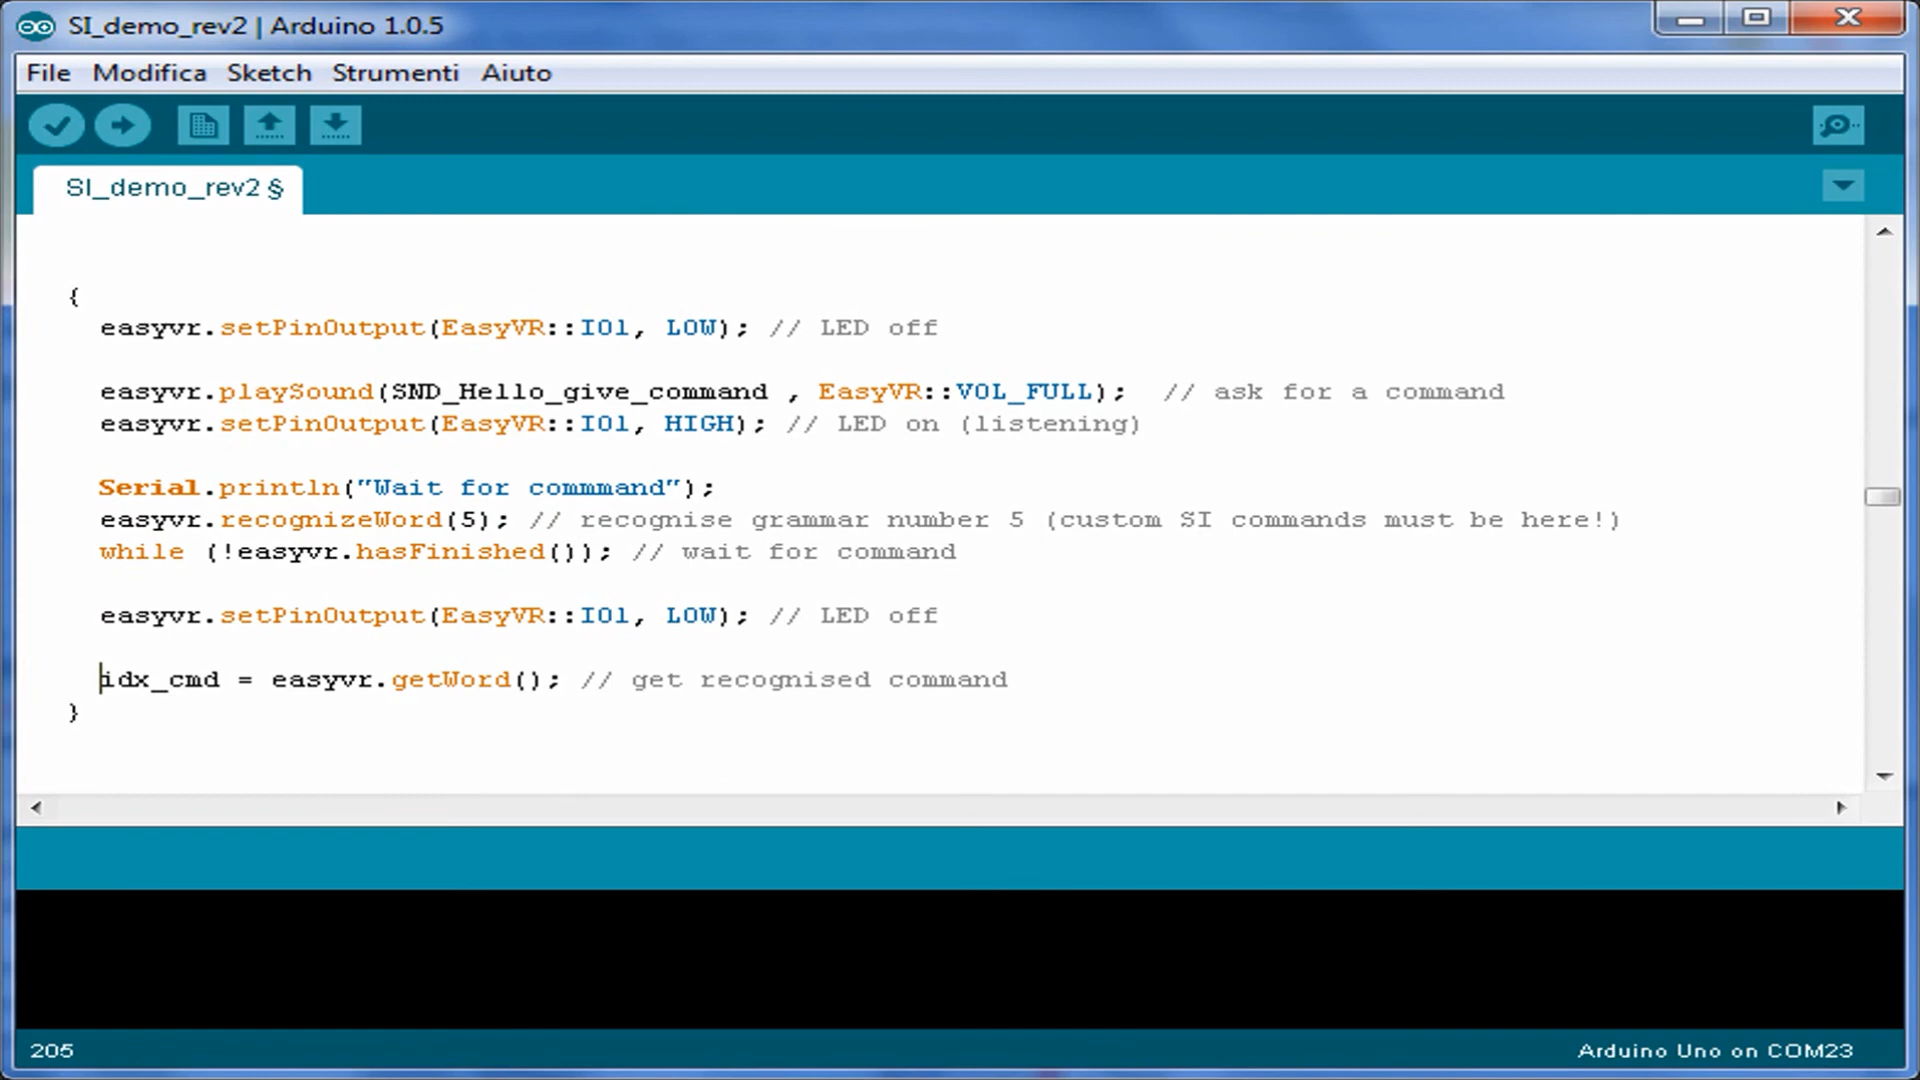 SI_demo_rev2 | Arduino 1.0.5
File Modifica Sketch Strumenti Aiuto
SI_demo_rev2 §
{
easyvr.setPinOutput(EasyVR::IO1, LOW); // LED off
easyvr.playSound(SND_Hello_give_command , EasyVR::VOL_FULL);  // ask for a command
easyvr.setPinOutput(EasyVR::IO1, HIGH); // LED on (listening)
Serial.println("Wait for commmand");
easyvr.recognizeWord(5); // recognise grammar number 5 (custom SI commands must be here!)
while (!easyvr.hasFinished()); // wait for command
easyvr.setPinOutput(EasyVR::IO1, LOW); // LED off
idx_cmd = easyvr.getWord(); // get recognised command
}
205
Arduino Uno on COM23